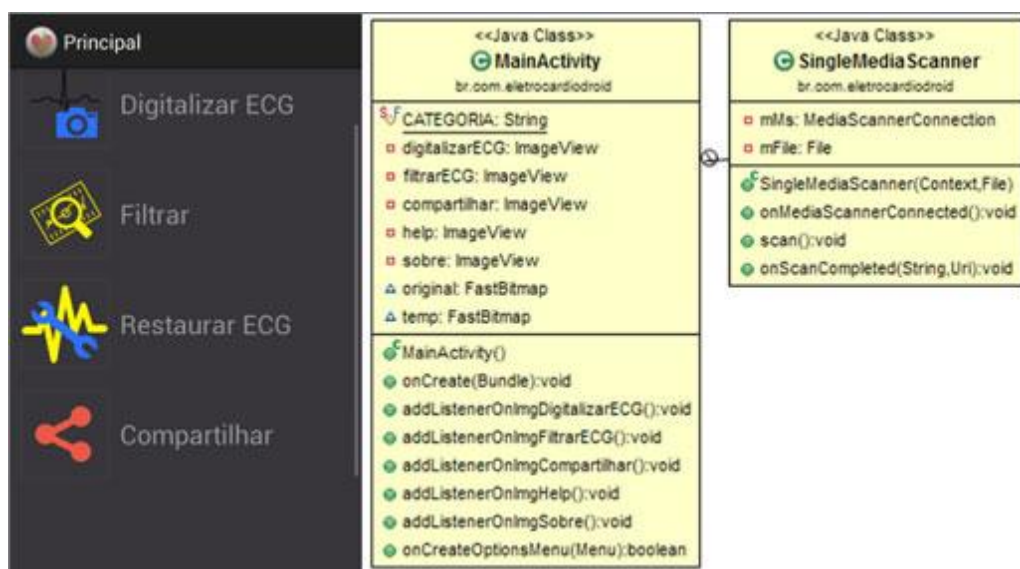 Principal
Digitalizar ECG
Filtrar
Restaurar ECG
Compartilhar
<<Java Class>>
MainActivity
br.com.eletrocardiodroid
CATEGORIA: String
digitalizarECG: ImageView
filtrarECG: ImageView
compartilhar: ImageView
help: ImageView
sobre: ImageView
original: FastBitmap
temp: FastBitmap
MainActivity()
onCreate(Bundle):void
addListenerOnImgDigitalizarECG():void
addListenerOnImgFiltrarECG():void
addListenerOnImgCompartilhar():void
addListenerOnImgHelp():void
addListenerOnImgSobre():void
onCreateOptionsMenu(Menu):boolean
<<Java Class>>
SingleMediaScanner
br.com.eletrocardiodroid
mMs: MediaScannerConnection
mFile: File
SingleMediaScanner(Context,File)
onMediaScannerConnected():void
scan():void
onScanCompleted(String,Uri):void